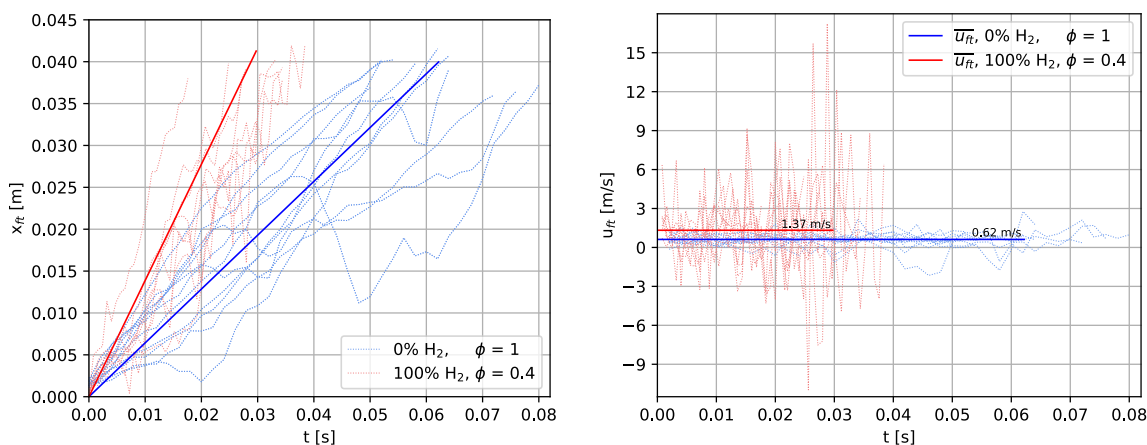 0.045
0.040
0.035
0.030
0.025
0.020
0.015
0.010
0.005
0.000
x_ft [m]
0.00 0.01 0.02 0.03 0.04 0.05 0.06 0.07 0.08
t [s]
0% H₂, ϕ = 1
100% H₂, ϕ = 0.4
15
12
9
6
3
0
−3
−6
−9
u_ft [m/s]
0.00 0.01 0.02 0.03 0.04 0.05 0.06 0.07 0.08
t [s]
u_ft, 0% H₂, ϕ = 1
u_ft, 100% H₂, ϕ = 0.4
1.37 m/s
0.62 m/s